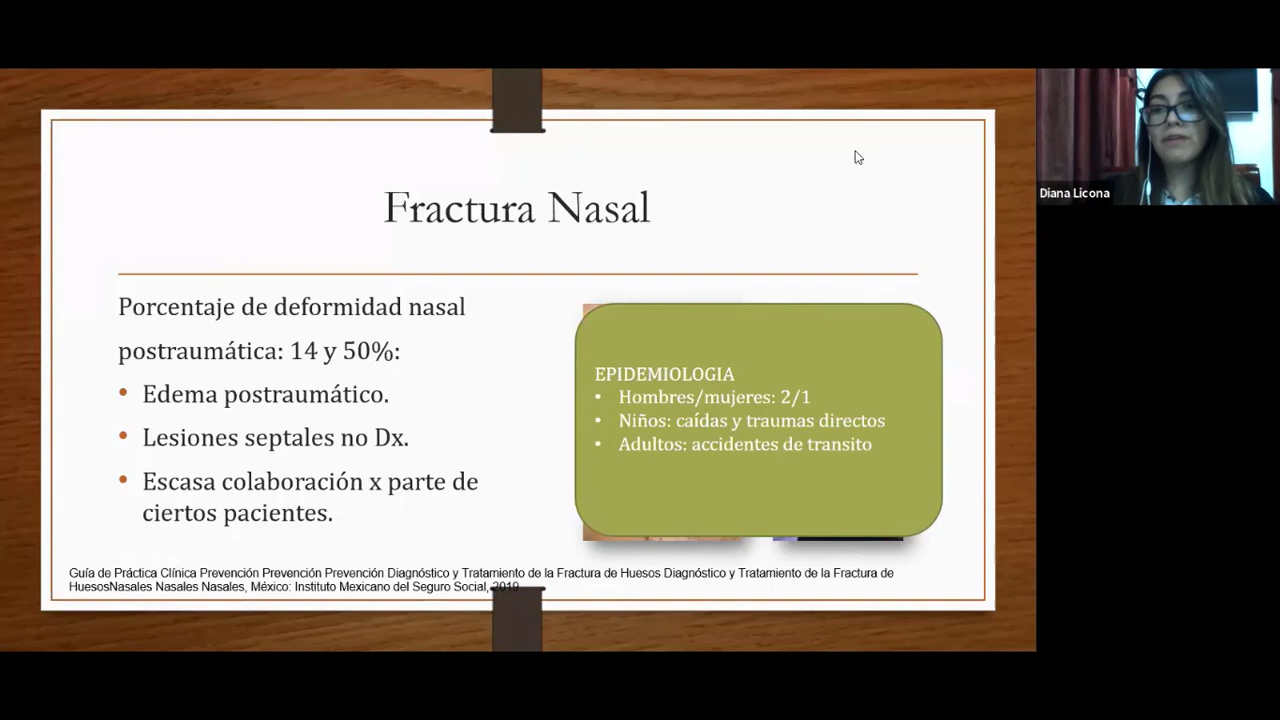 Fractura Nasal
Porcentaje de deformidad nasal
postraumática: 14 y 50%:
• Edema postraumático.
• Lesiones septales no Dx.
• Escasa colaboración x parte de
ciertos pacientes.
EPIDEMIOLOGIA
• Hombres/mujeres: 2/1
• Niños: caídas y traumas directos
• Adultos: accidentes de transito
Guía de Práctica Clínica Prevención Prevención Prevención Diagnóstico y Tratamiento de la Fractura de Huesos Diagnóstico y Tratamiento de la Fractura de
HuesosNasales Nasales Nasales, México: Instituto Mexicano del Seguro Social, 2019
Diana Licona